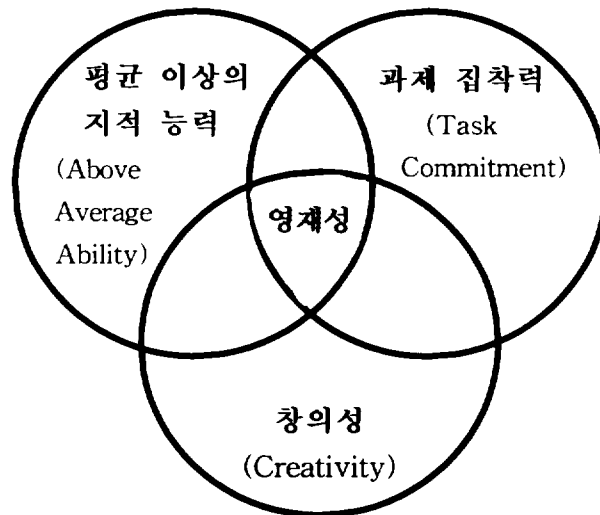 평균 이상의
지적 능력
(Above
Average
Ability)
과제 집착력
(Task
Commitment)
영재성
창의성
(Creativity)